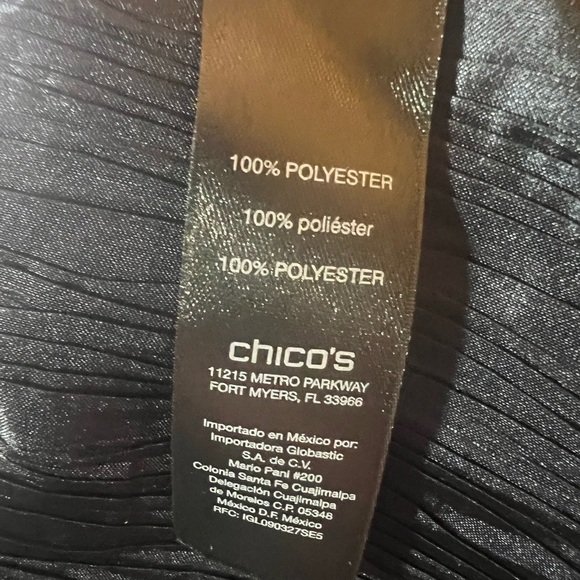 100% POLYESTER
100% poliéster
100% POLYESTER
chico's
11215 METRO PARKWAY
FORT MYERS, FL 33966
Importado en México por:
Importadora Globastic
S.A. de C.V.
Mario Pani #200
Colonia Santa Fe Cuajimalpa
Delegación Cuajimalpa
de Morelos C.P. 05348
México D.F. México
RFC: IGL090327SE5